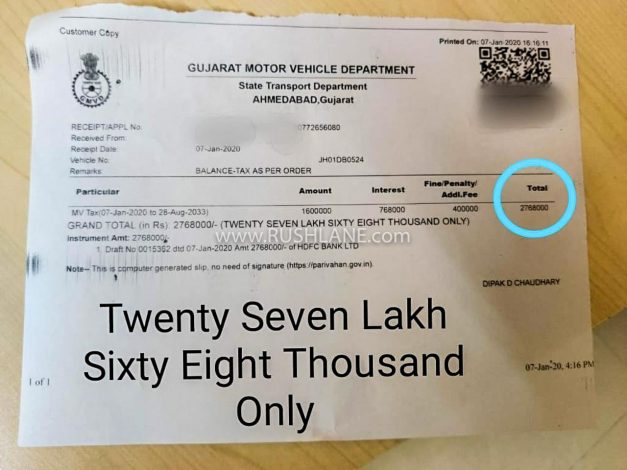 Customer Copy
Printed On: 07-Jan-2020 16:16:11
GUJARAT MOTOR VEHICLE DEPARTMENT
State Transport Department
AHMEDABAD,Gujarat
RECEIPT/APPL No: 0772656080
Received From:
Receipt Date: 07-Jan-2020
Vehicle No: JH01DB0524
Remarks BALANCE-TAX AS PER ORDER
Particular Amount Interest Fine/Penalty/ Addl.Fee Total
MV Tax(07-Jan-2020 to 28-Aug-2033) 1600000 768000 400000 2768000
GRAND TOTAL (in Rs): 2768000/- (TWENTY SEVEN LAKH SIXTY EIGHT THOUSAND ONLY)
Instrument Amt: 2768000/-
1. Draft No 0015362 dtd 07-Jan-2020 Amt 2768000/- of HDFC BANK LTD
WWW.RUSHLANE.COM
Note-- This is computer generated slip, no need of signature (https://parivahan.gov.in).
DIPAK D CHAUDHARY
Twenty Seven Lakh
Sixty Eight Thousand
Only
1 of 1
07-Jan-20, 4:16 PM